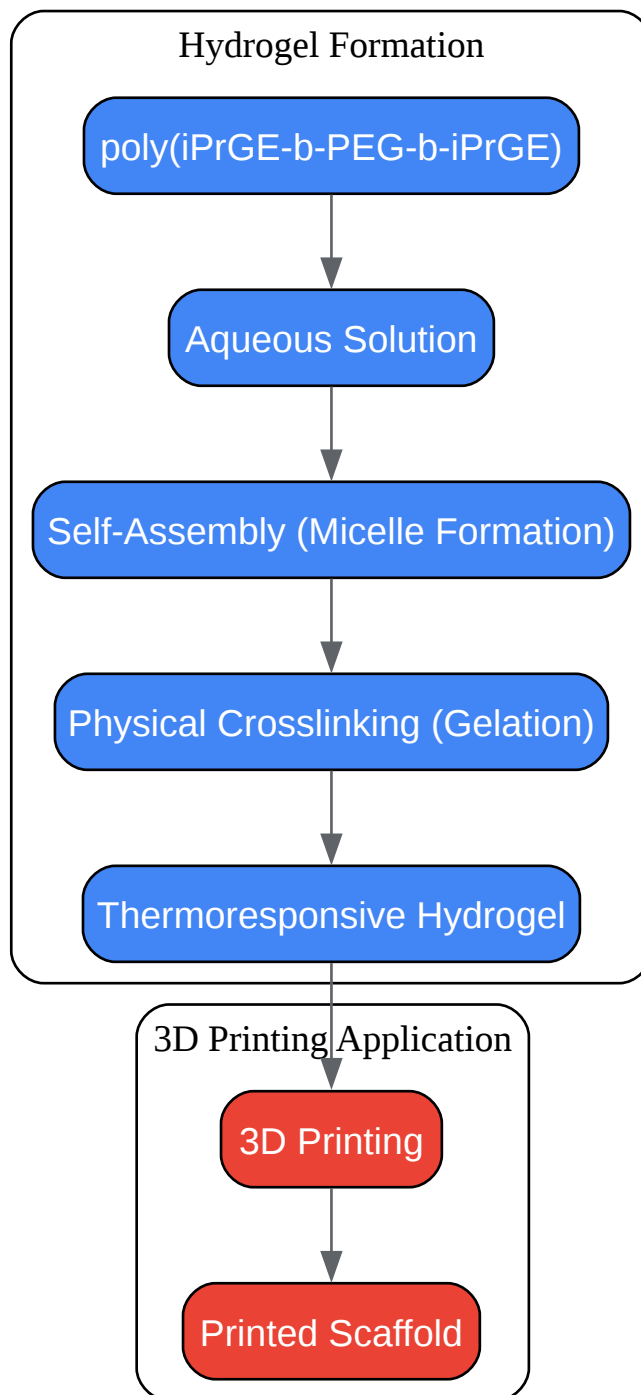 Hydrogel Formation
poly(iPrGE-b-PEG-b-iPrGE)
Aqueous Solution
Self-Assembly (Micelle Formation)
Physical Crosslinking (Gelation)
Thermoresponsive Hydrogel
3D Printing Application
3D Printing
Printed Scaffold